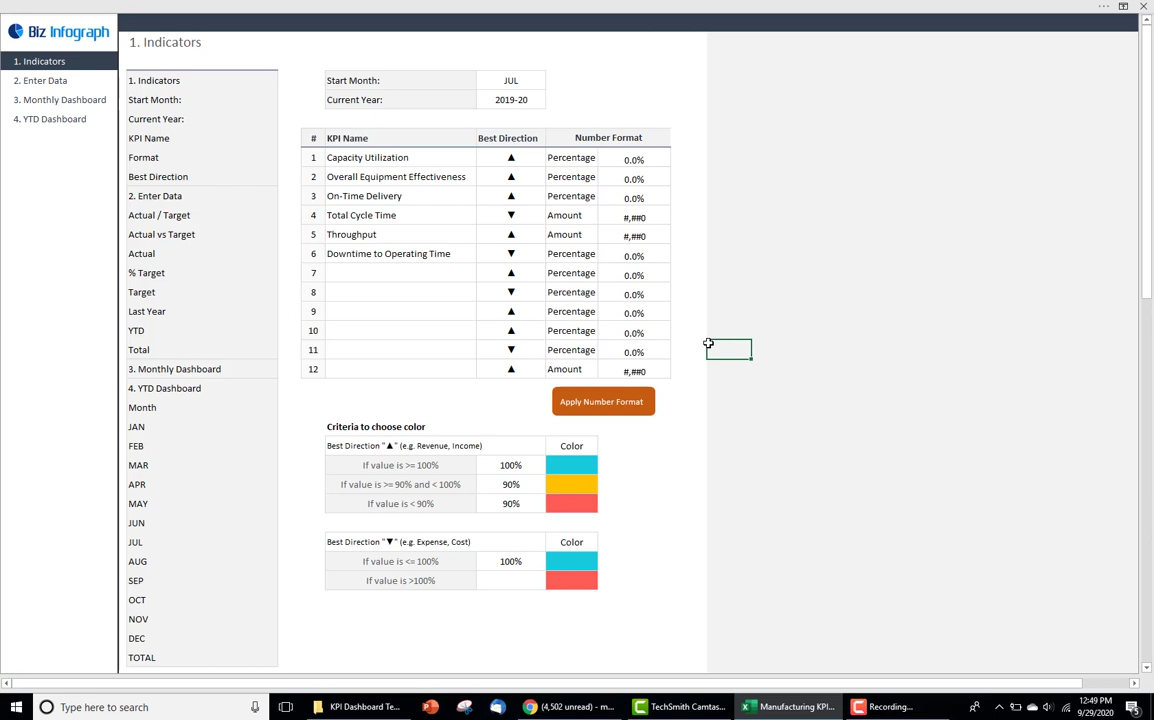 Biz Infograph
1. Indicators
2. Enter Data
3. Monthly Dashboard
4. YTD Dashboard
1. Indicators
1. Indicators
Start Month:
Current Year:
KPI Name
Format
Best Direction
2. Enter Data
Actual / Target
Actual vs Target
Actual
% Target
Target
Last Year
YTD
Total
3. Monthly Dashboard
4. YTD Dashboard
Month
JAN
FEB
MAR
APR
MAY
JUN
JUL
AUG
SEP
OCT
NOV
DEC
TOTAL
Start Month: JUL
Current Year: 2019-20
# KPI Name Best Direction Number Format
1 Capacity Utilization ▲ Percentage 0.0%
2 Overall Equipment Effectiveness ▲ Percentage 0.0%
3 On-Time Delivery ▲ Percentage 0.0%
4 Total Cycle Time ▼ Amount #,##0
5 Throughput ▲ Amount #,##0
6 Downtime to Operating Time ▼ Percentage 0.0%
7 ▲ Percentage 0.0%
8 ▼ Percentage 0.0%
9 ▲ Percentage 0.0%
10 ▲ Percentage 0.0%
11 ▼ Percentage 0.0%
12 ▲ Amount #,##0
Apply Number Format
Criteria to choose color
Best Direction "▲" (e.g. Revenue, Income) Color
If value is >= 100% 100%
If value is >= 90% and < 100% 90%
If value is < 90% 90%
Best Direction "▼" (e.g. Expense, Cost) Color
If value is <= 100% 100%
If value is >100%
Type here to search
KPI Dashboard Te...
(4,502 unread) - m...
TechSmith Camtas...
Manufacturing KPI...
Recording...
12:49 PM
9/29/2020
5